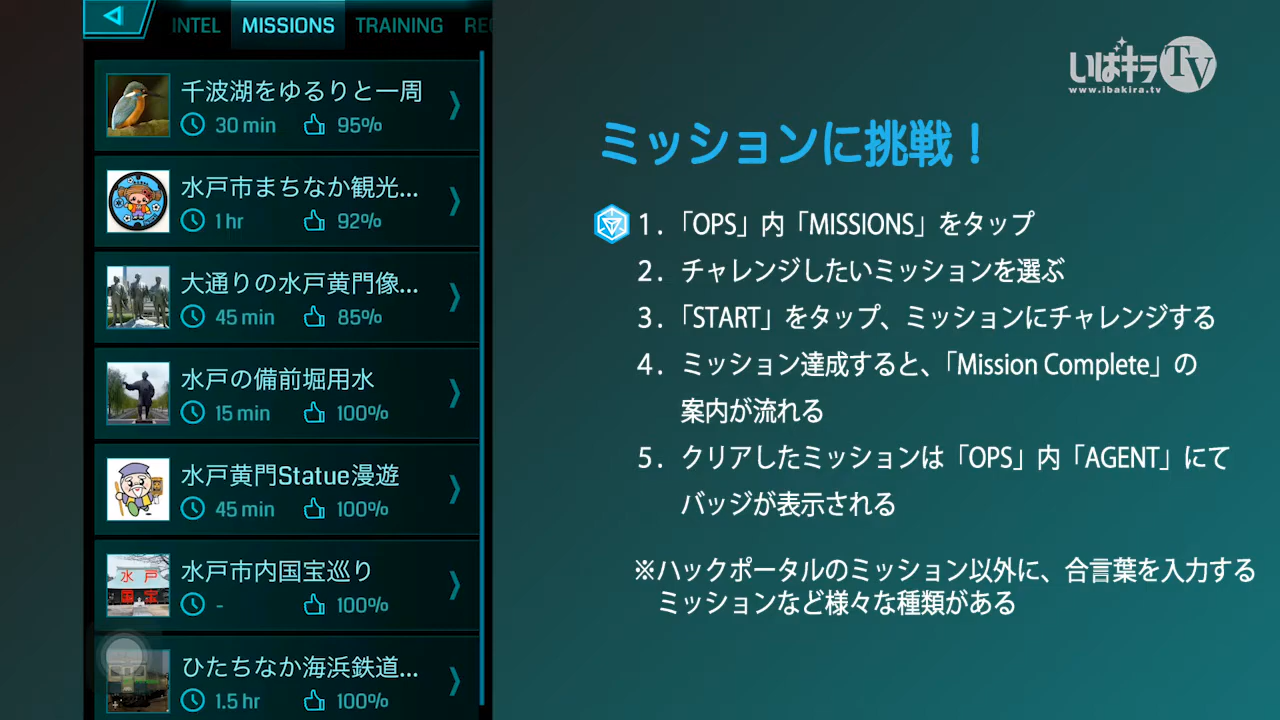 INTEL MISSIONS TRAINING REC
千波湖をゆるりと一周
30 min 95%
水戸市まちなか観光...
1 hr 92%
大通りの水戸黄門像...
45 min 85%
水戸の備前堀用水
15 min 100%
水戸黄門Statue漫遊
45 min 100%
水戸
国宝
水戸市内国宝巡り
- 100%
ひたちなか海浜鉄道...
1.5 hr 100%
いばキラTV
www.ibakira.tv
ミッションに挑戦！
1．「OPS」内「MISSIONS」をタップ
2．チャレンジしたいミッションを選ぶ
3．「START」をタップ、ミッションにチャレンジする
4．ミッション達成すると、「Mission Complete」の
案内が流れる
5．クリアしたミッションは「OPS」内「AGENT」にて
バッジが表示される
※ハックポータルのミッション以外に、合言葉を入力する
ミッションなど様々な種類がある